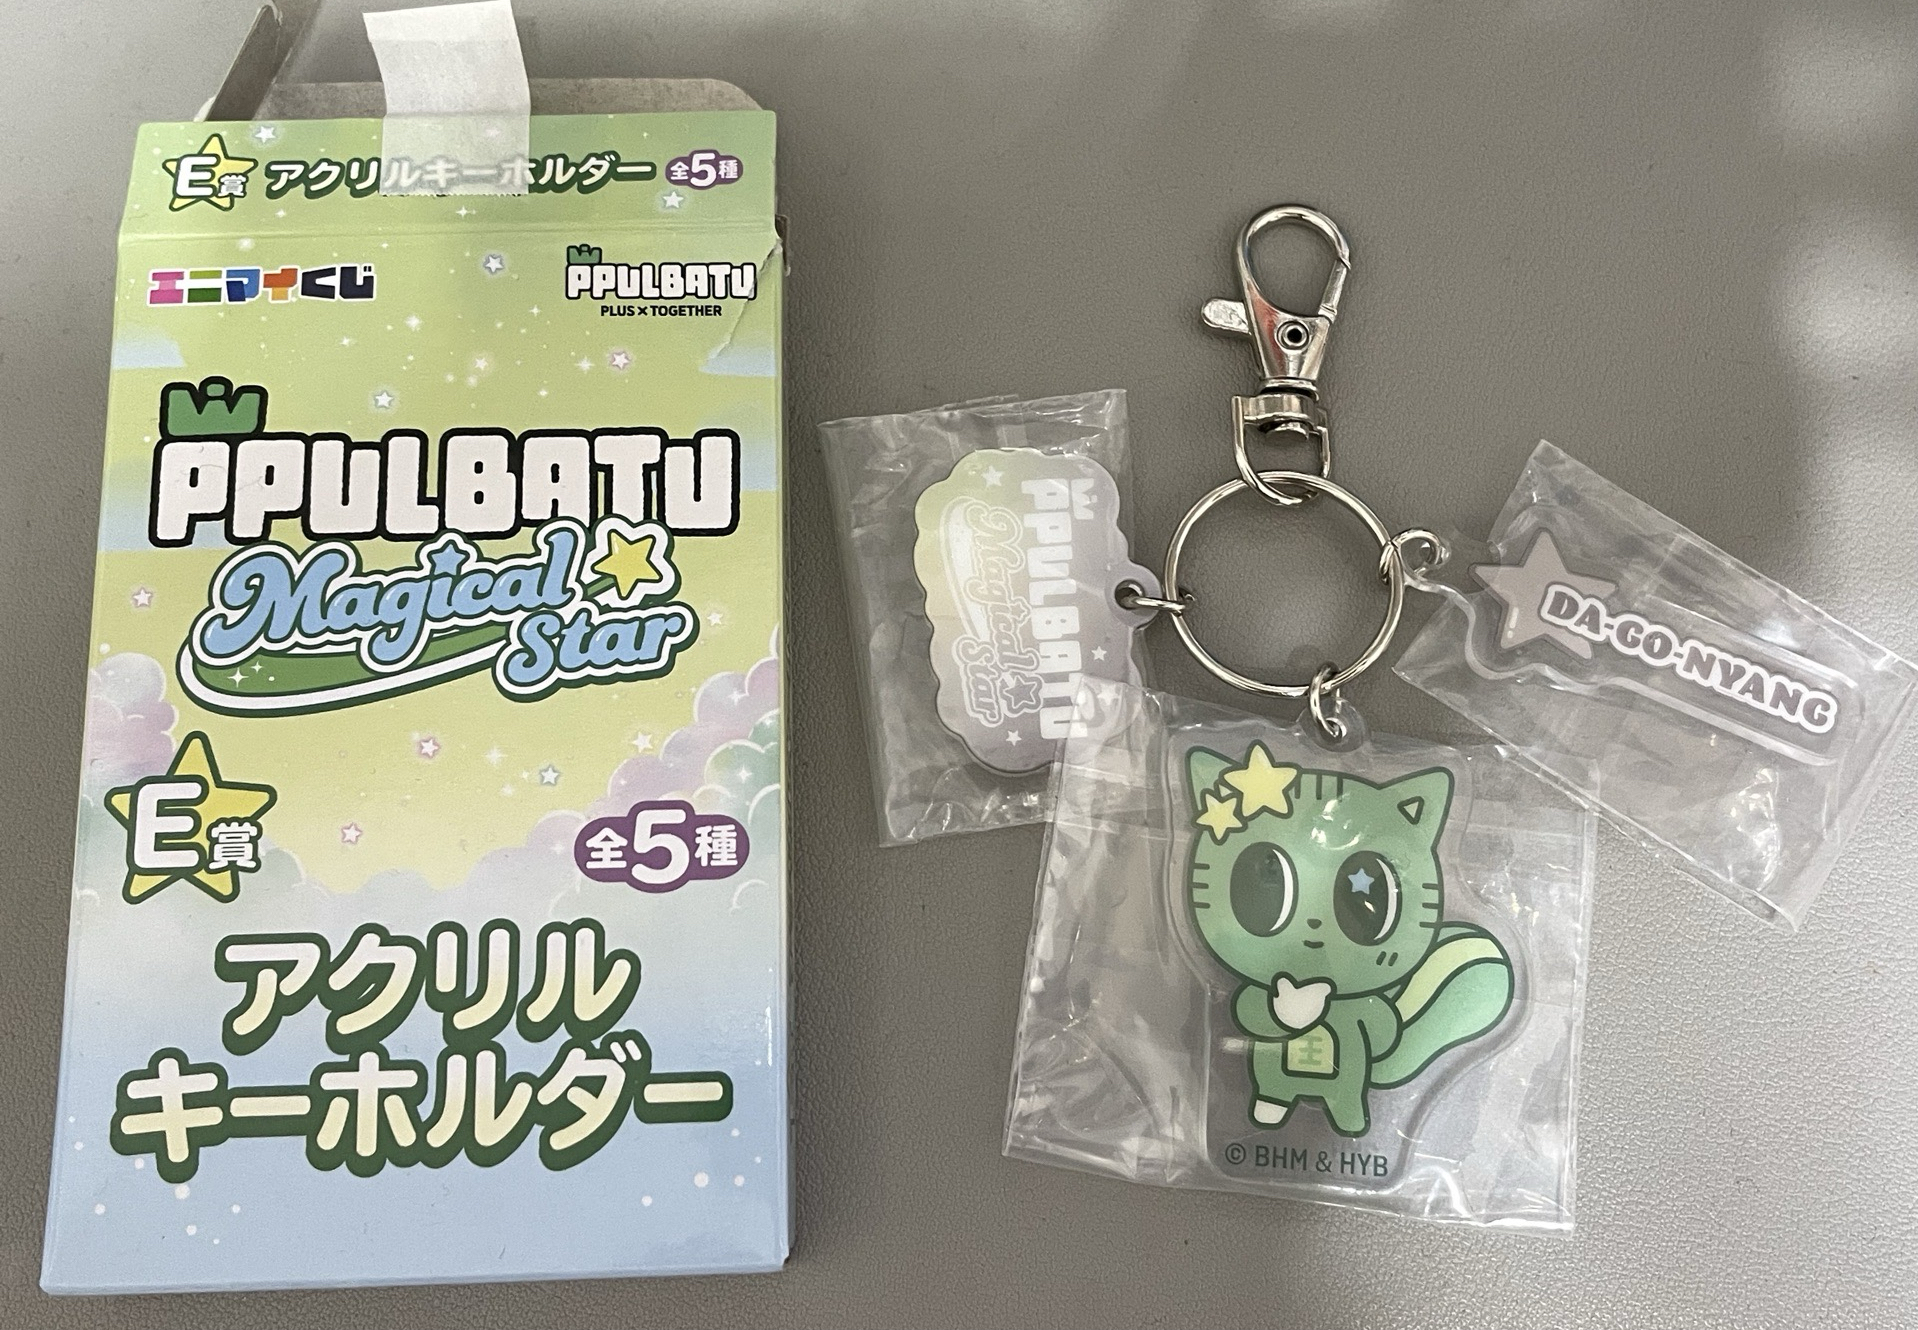 E賞 アクリルキーホルダー 全5種
エニマイくじ
PPULBATU
PLUS×TOGETHER
PPULBATU
Magical
Star
E賞
全5種
アクリル
キーホルダー
PPULBATU
Magical
Star
DA-GO-NYANG
© BHM & HYB